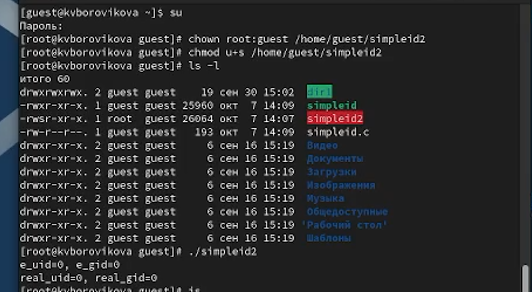 [guest@kvborovikova ~]$ su
Пароль:
[root@kvborovikova guest]# chown root:guest /home/guest/simpleid2
[root@kvborovikova guest]# chmod u+s /home/guest/simpleid2
[root@kvborovikova guest]# ls -l
итого 60
drwxrwxrwx. 2 guest guest    19 сен 30 15:02  dir1
-rwxr-xr-x. 1 guest guest 25960 окт  7 14:09  simpleid
-rwsr-xr-x. 1 root  guest 26064 окт  7 14:07  simpleid2
-rw-r--r--. 1 guest guest   193 окт  7 14:09  simpleid.c
drwxr-xr-x. 2 guest guest     6 сен 16 15:19  Видео
drwxr-xr-x. 2 guest guest     6 сен 16 15:19  Документы
drwxr-xr-x. 2 guest guest     6 сен 16 15:19  Загрузки
drwxr-xr-x. 2 guest guest     6 сен 16 15:19  Изображения
drwxr-xr-x. 2 guest guest     6 сен 16 15:19  Музыка
drwxr-xr-x. 2 guest guest     6 сен 16 15:19  Общедоступные
drwxr-xr-x. 2 guest guest     6 сен 16 15:19 'Рабочий стол'
drwxr-xr-x. 2 guest guest     6 сен 16 15:19  Шаблоны
[root@kvborovikova guest]# ./simpleid2
e_uid=0, e_gid=0
real_uid=0, real_gid=0
[root@kvborovikova guest]#